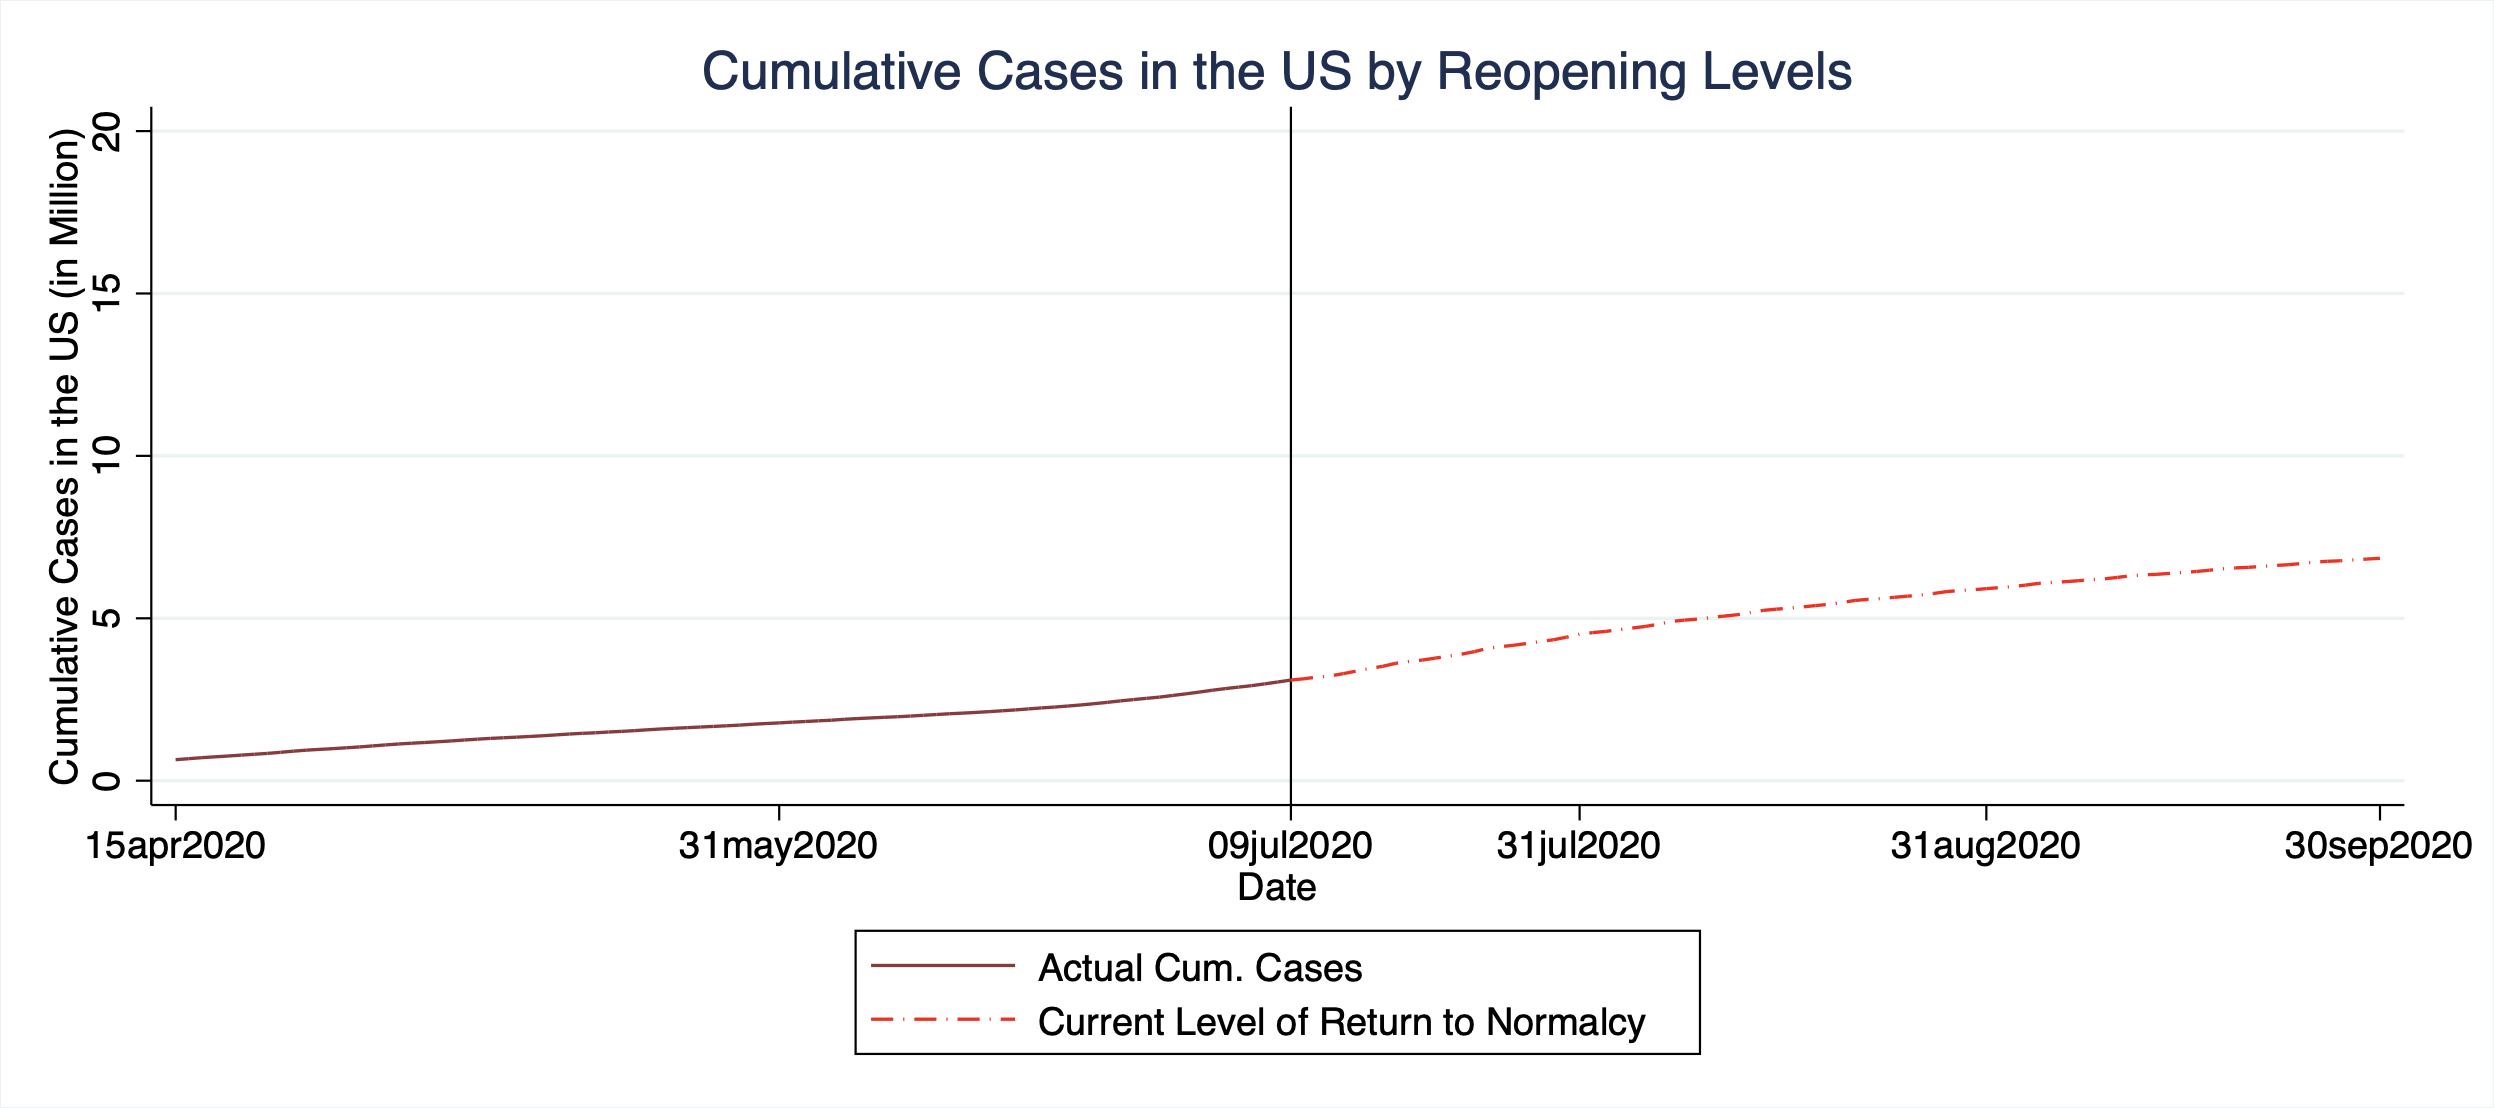 Cumulative Cases in the US by Reopening Levels
Cumulative Cases in the US (in Million)
20
15
10
5
0
15apr2020 31may2020 09jul2020 31jul2020 31aug2020 30sep2020
Date
Actual Cum. Cases
Current Level of Return to Normalcy